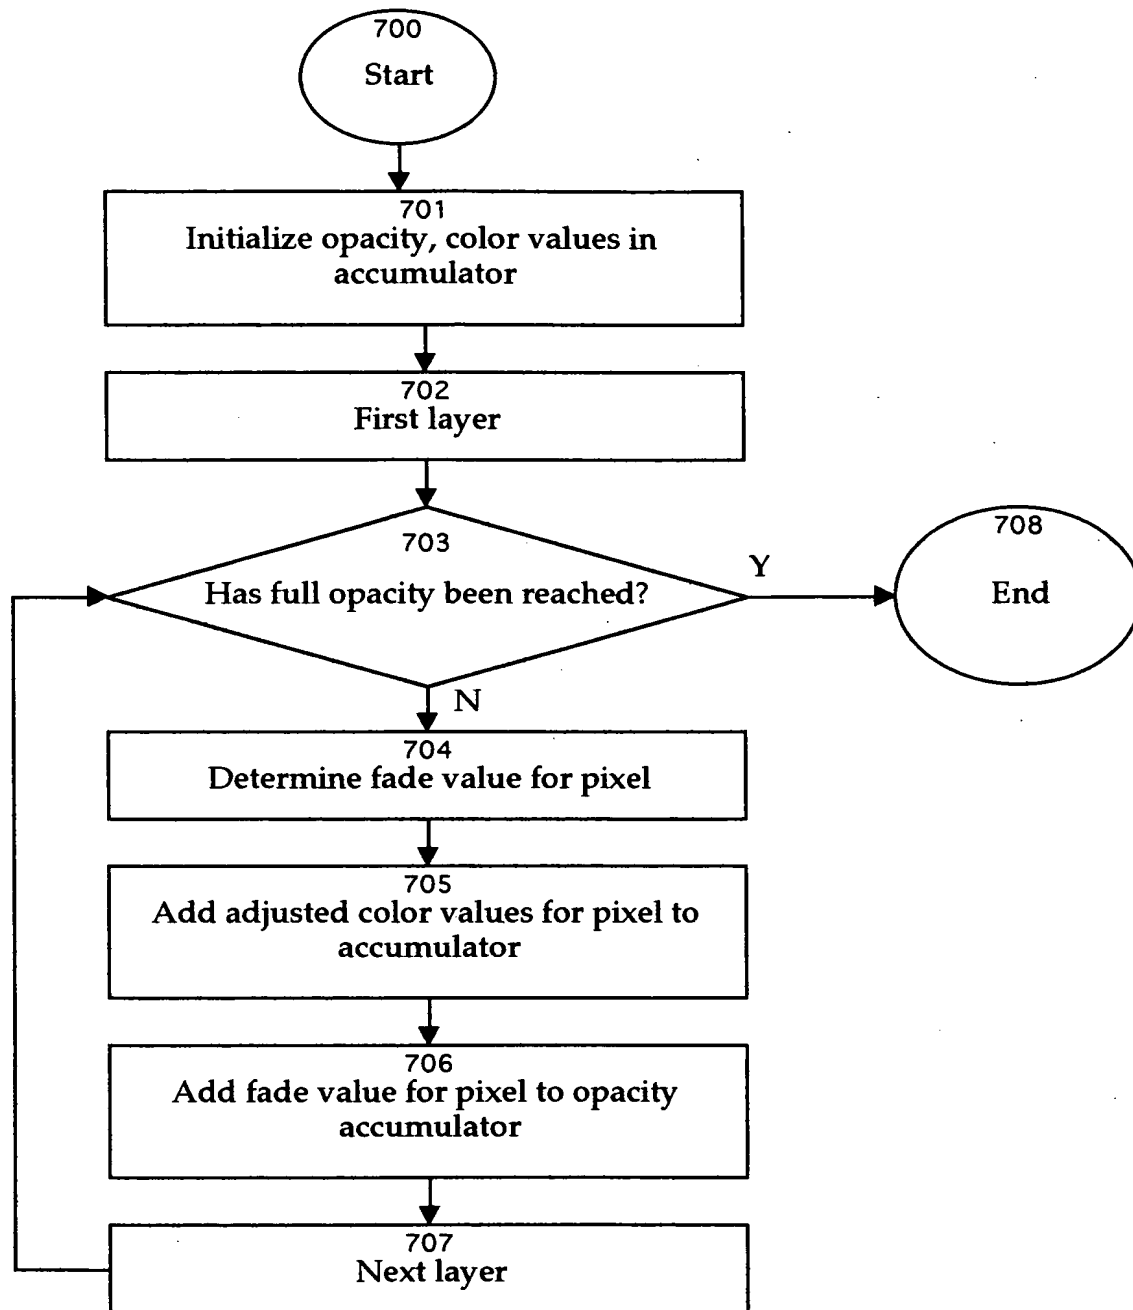 700
Start
701
Initialize opacity, color values in
accumulator
702
First layer
703
Has full opacity been reached?
Y
708
End
N
704
Determine fade value for pixel
705
Add adjusted color values for pixel to
accumulator
706
Add fade value for pixel to opacity
accumulator
707
Next layer